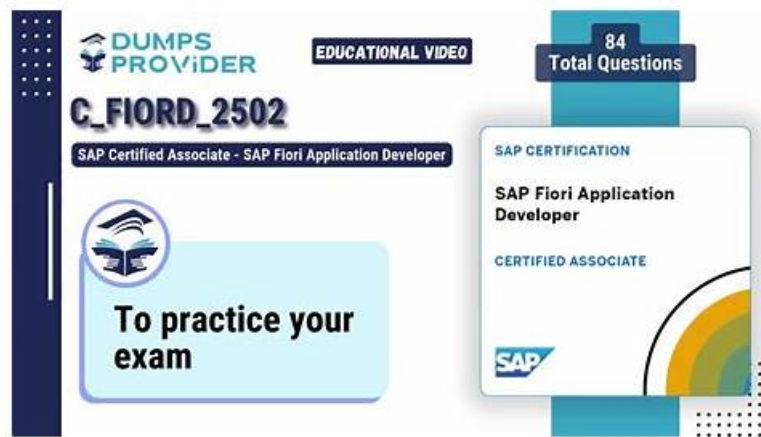 DUMPS
PROViDER
EDUCATIONAL VIDEO
84
Total Questions
C_FIORD_2502
SAP Certified Associate - SAP Fiori Application Developer
SAP CERTIFICATION
SAP Fiori Application
Developer
CERTIFIED ASSOCIATE
To practice your
exam
SAP